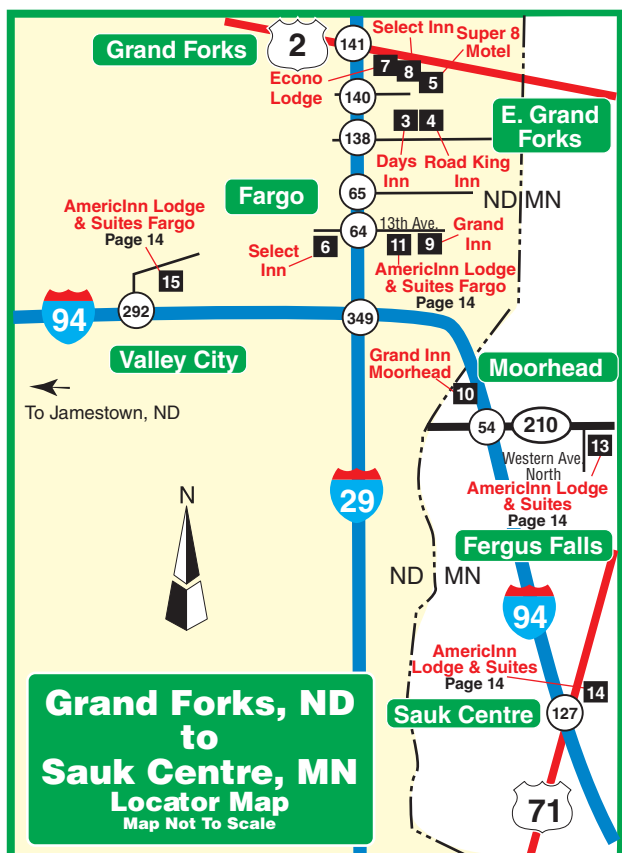 Grand Forks
2
141
Select Inn
Super 8
Motel
7
8
5
Econo
Lodge
140
E. Grand
Forks
3
4
138
Days
Inn
Road King
Inn
Fargo
65
ND
MN
AmericInn Lodge
& Suites Fargo
Page 14
15
64
13th Ave.
Select
Inn
6
11
9
Grand
Inn
AmericInn Lodge
& Suites Fargo
Page 14
94
292
349
Valley City
To Jamestown, ND
Grand Inn
Moorhead
10
Moorhead
54
210
Western Ave.
North
13
AmericInn Lodge
& Suites
Page 14
29
N
Fergus Falls
ND
MN
94
AmericInn
Lodge & Suites
Page 14
14
Sauk Centre
127
71
Grand Forks, ND
to
Sauk Centre, MN
Locator Map
Map Not To Scale